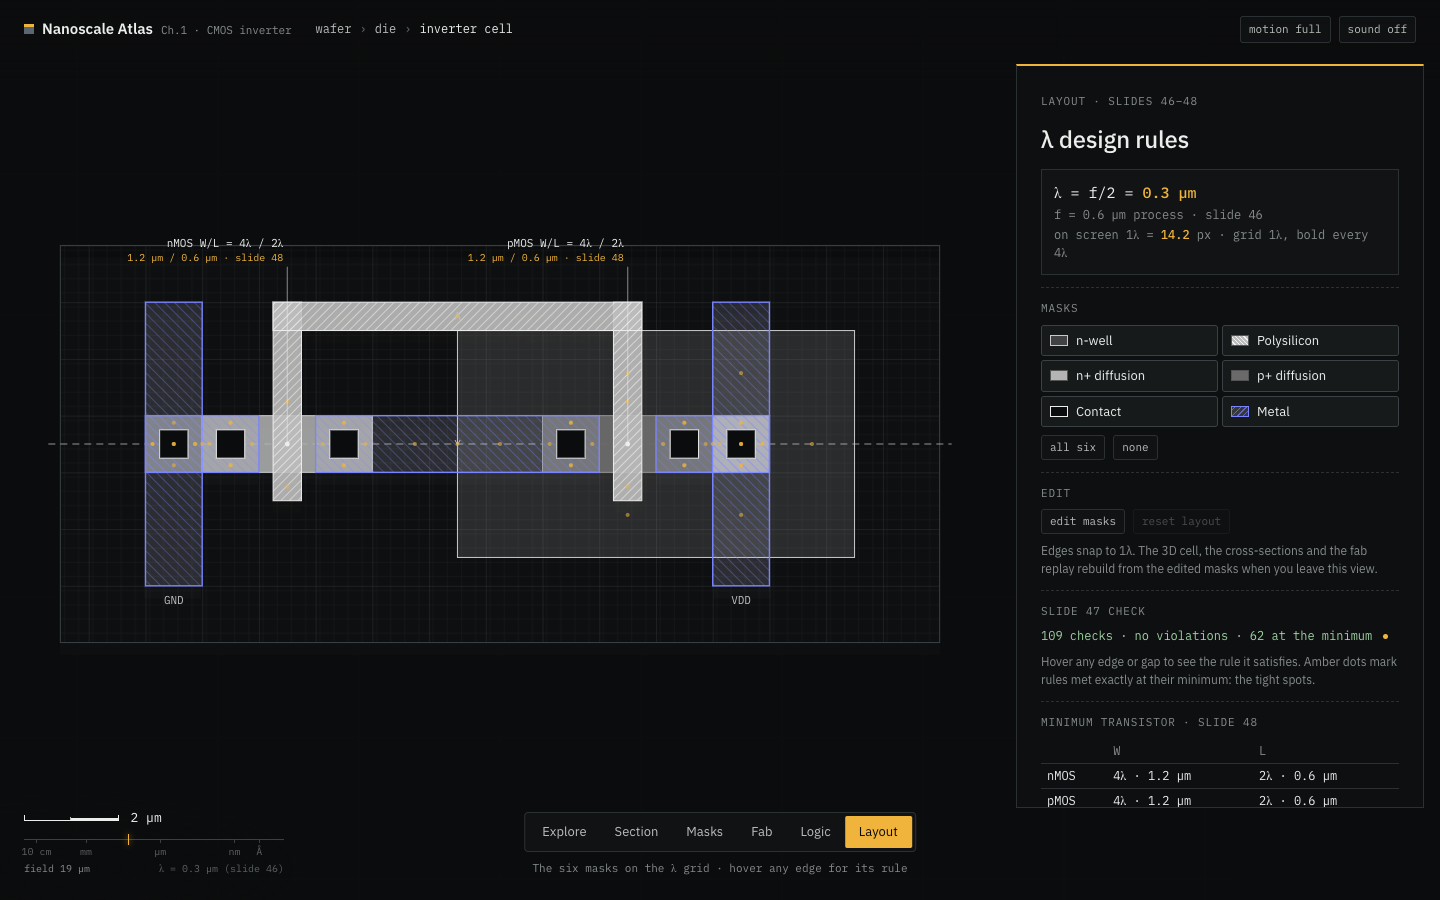 Nanoscale Atlas Ch.1 · CMOS inverter wafer › die › inverter cell
motion full sound off
nMOS W/L = 4λ / 2λ
1.2 µm / 0.6 µm · slide 48
pMOS W/L = 4λ / 2λ
1.2 µm / 0.6 µm · slide 48
Y
GND
VDD
LAYOUT · SLIDES 46–48
λ design rules
λ = f/2 = 0.3 µm
f = 0.6 µm process · slide 46
on screen 1λ = 14.2 px · grid 1λ, bold every
4λ
MASKS
n-well Polysilicon
n+ diffusion p+ diffusion
Contact Metal
all six none
EDIT
edit masks reset layout
Edges snap to 1λ. The 3D cell, the cross-sections and the fab
replay rebuild from the edited masks when you leave this view.
SLIDE 47 CHECK
109 checks · no violations · 62 at the minimum
Hover any edge or gap to see the rule it satisfies. Amber dots mark
rules met exactly at their minimum: the tight spots.
MINIMUM TRANSISTOR · SLIDE 48
W L
nMOS 4λ · 1.2 µm 2λ · 0.6 µm
pMOS 4λ · 1.2 µm 2λ · 0.6 µm
2 µm
10 cm mm µm nm Å
field 19 µm λ = 0.3 µm (slide 46)
Explore Section Masks Fab Logic Layout
The six masks on the λ grid · hover any edge for its rule